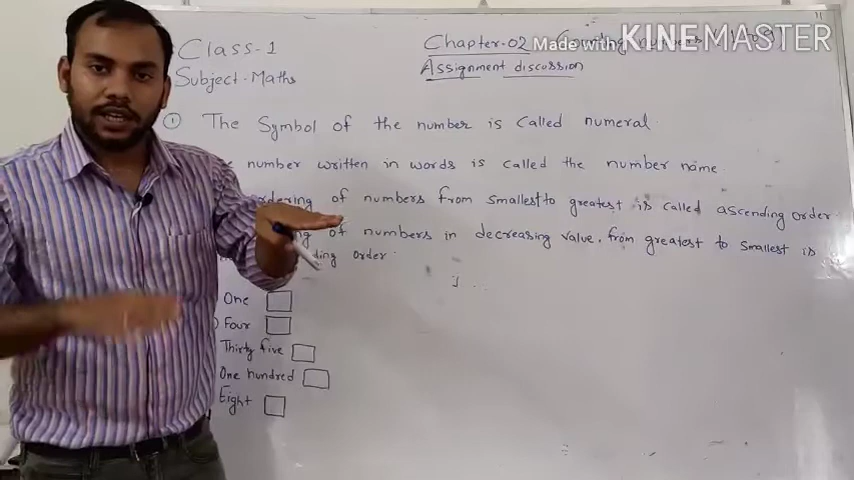 Class-1
Chapter-02 Counting numbers
Made with KINEMASTER
Subject-Maths
Assignment discussion
① The Symbol of the number is called numeral.
number written in words is called the number name.
of numbers from smallest to greatest is called ascending order.
of numbers in decreasing value, from greatest to smallest is
order.
One
Four
Thirty five
One hundred
Eight